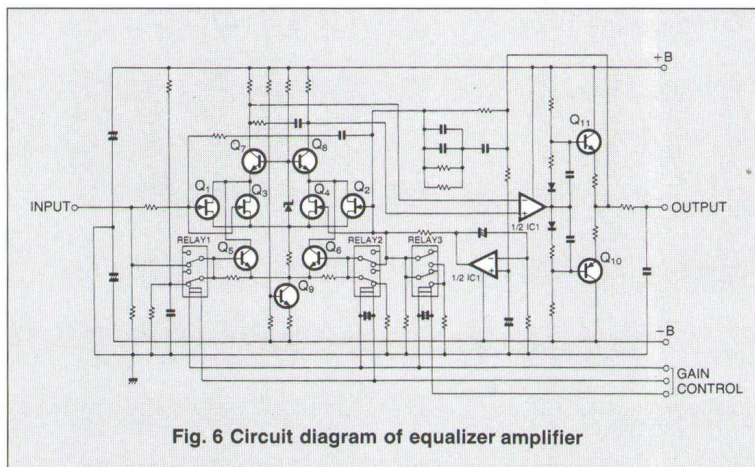 +B
Q11
Q7
Q8
Q1
Q3
Q4
Q2
INPUT
OUTPUT
1/2 IC1
RELAY1
Q5
Q6
RELAY2
RELAY3
1/2 IC1
Q10
Q9
-B
GAIN
CONTROL
Fig. 6 Circuit diagram of equalizer amplifier